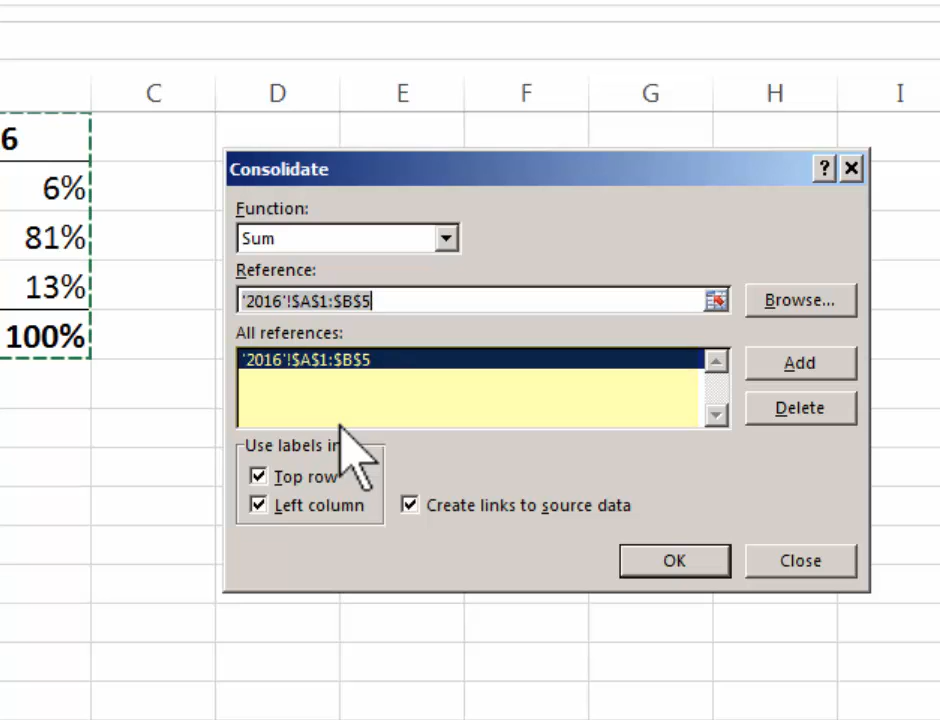 C D E F G H I
6
6%
81%
13%
100%
Consolidate ?
Function:
Sum
Reference:
'2016'!$A$1:$B$5 Browse...
All references:
'2016'!$A$1:$B$5 Add
Delete
Use labels in
Top row
Left column Create links to source data
OK Close